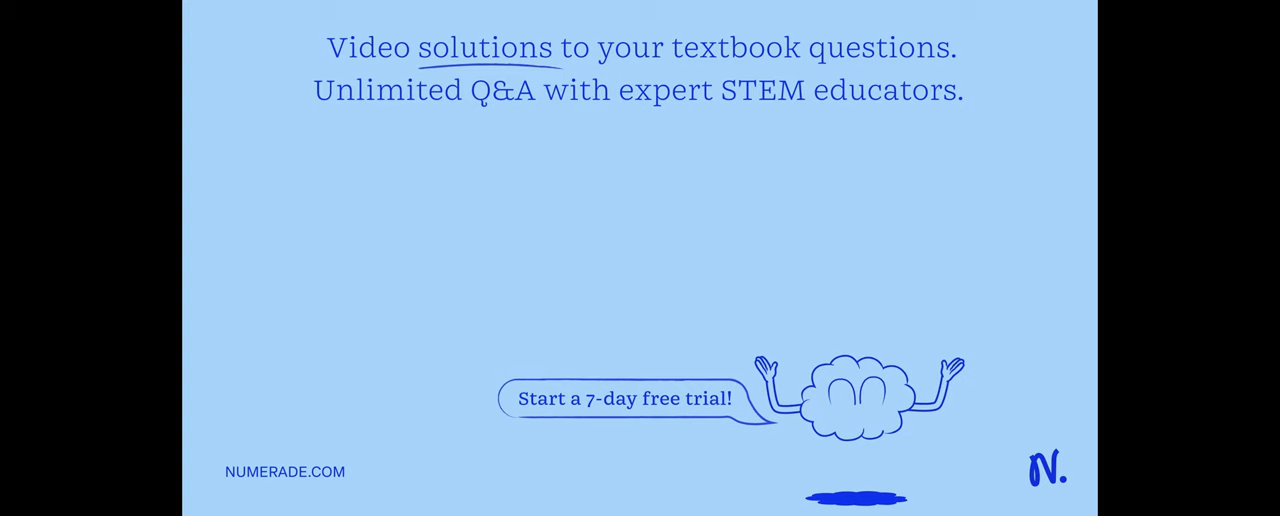 Video solutions to your textbook questions.
Unlimited Q&A with expert STEM educators.
Start a 7-day free trial!
NUMERADE.COM
N.